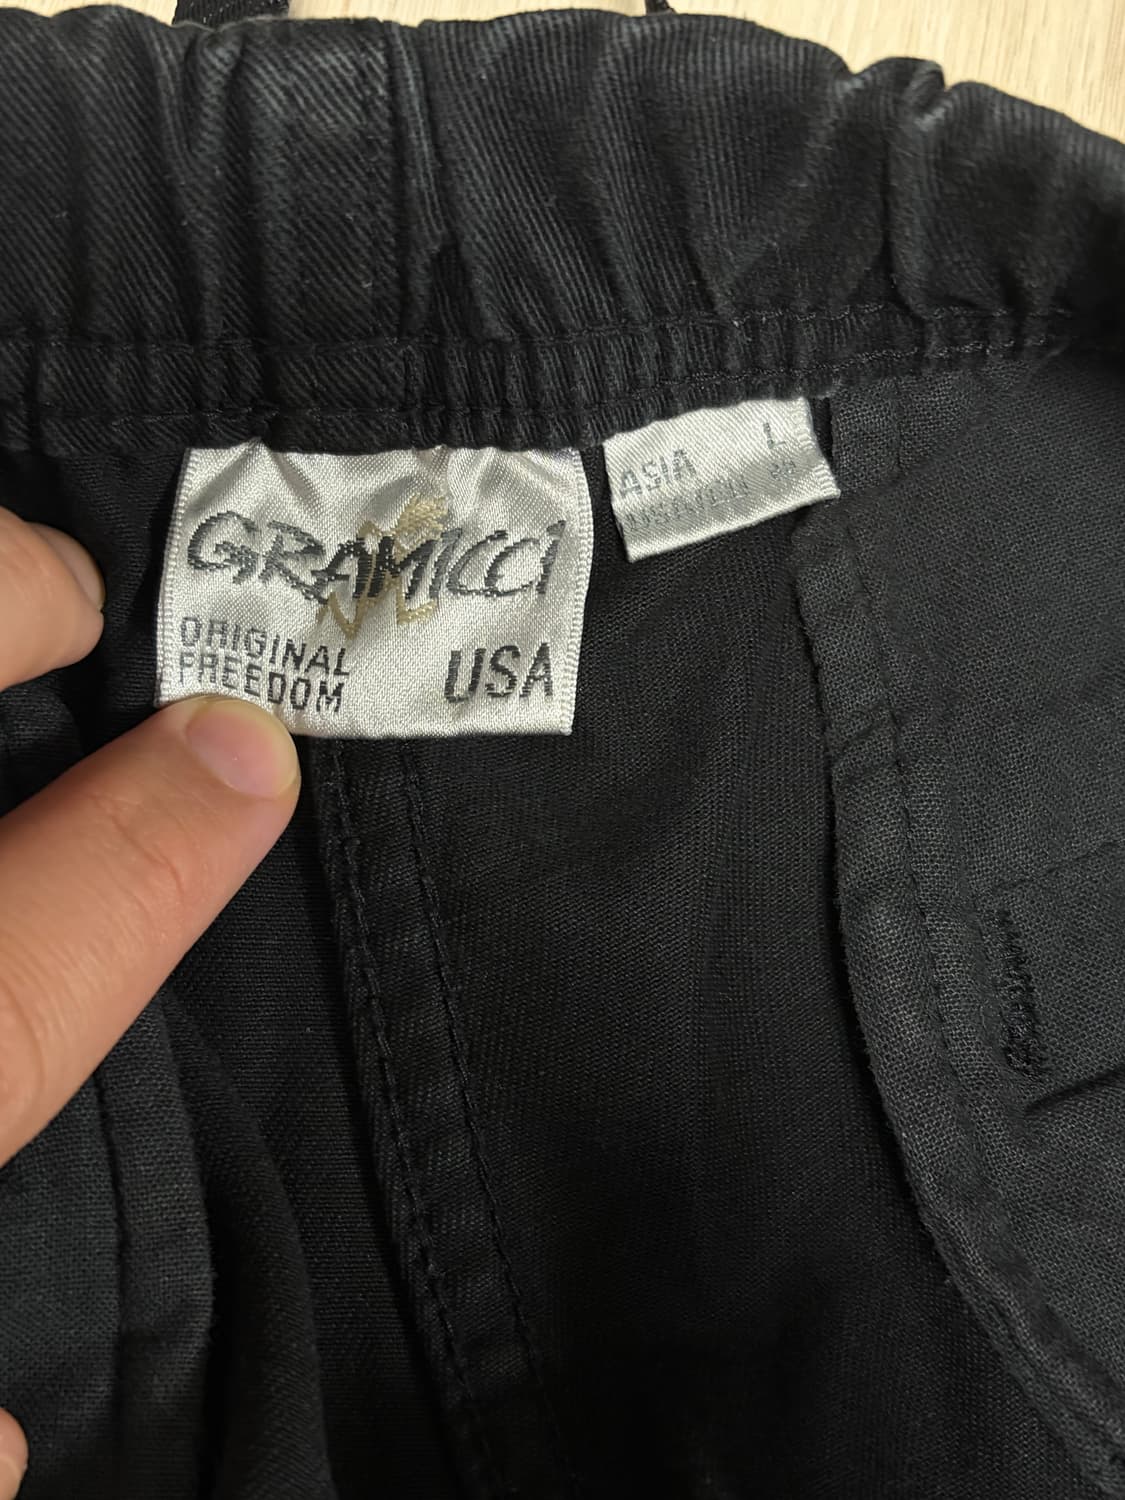 GRAMICCI
ORIGINAL
FREEDOM
USA
ASIA L